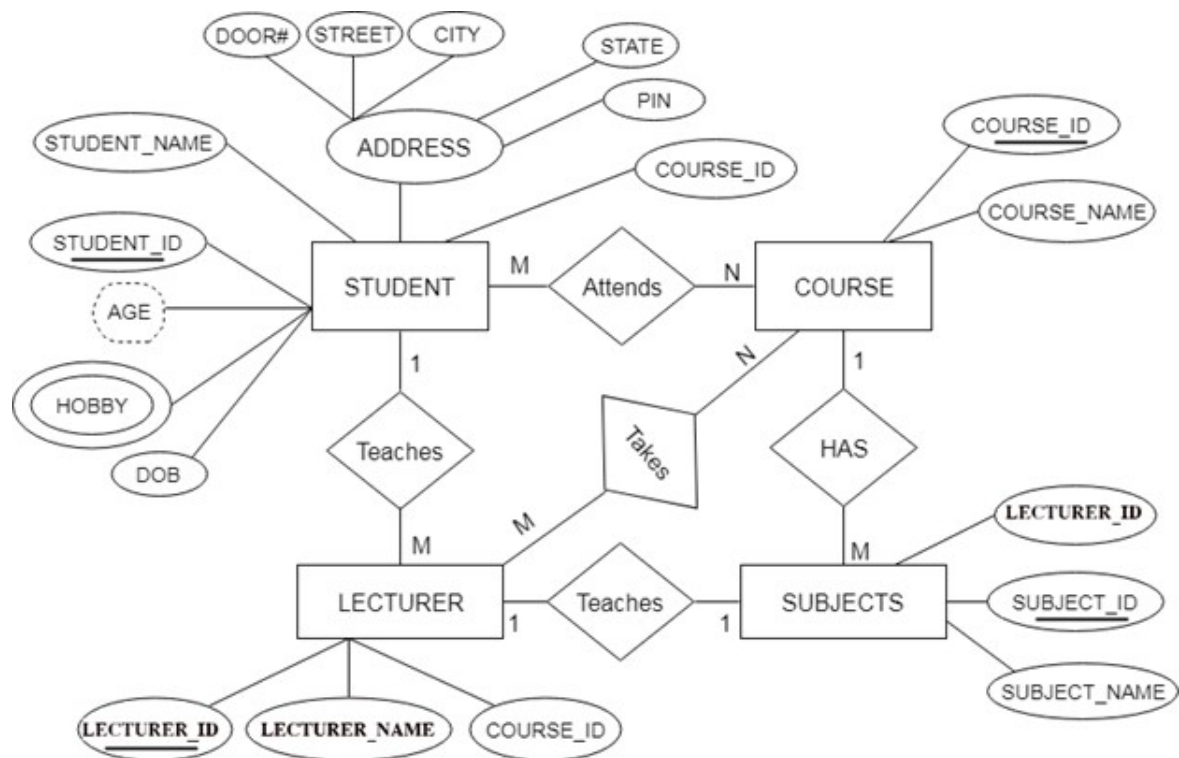 DOOR#
STREET
CITY
STATE
PIN
ADDRESS
STUDENT_NAME
COURSE_ID
COURSE_ID
COURSE_NAME
STUDENT_ID
AGE
HOBBY
DOB
STUDENT
M
Attends
N
COURSE
1
N
1
Teaches
Takes
HAS
M
M
M
LECTURER
1
Teaches
1
SUBJECTS
LECTURER_ID
SUBJECT_ID
SUBJECT_NAME
LECTURER_ID
LECTURER_NAME
COURSE_ID